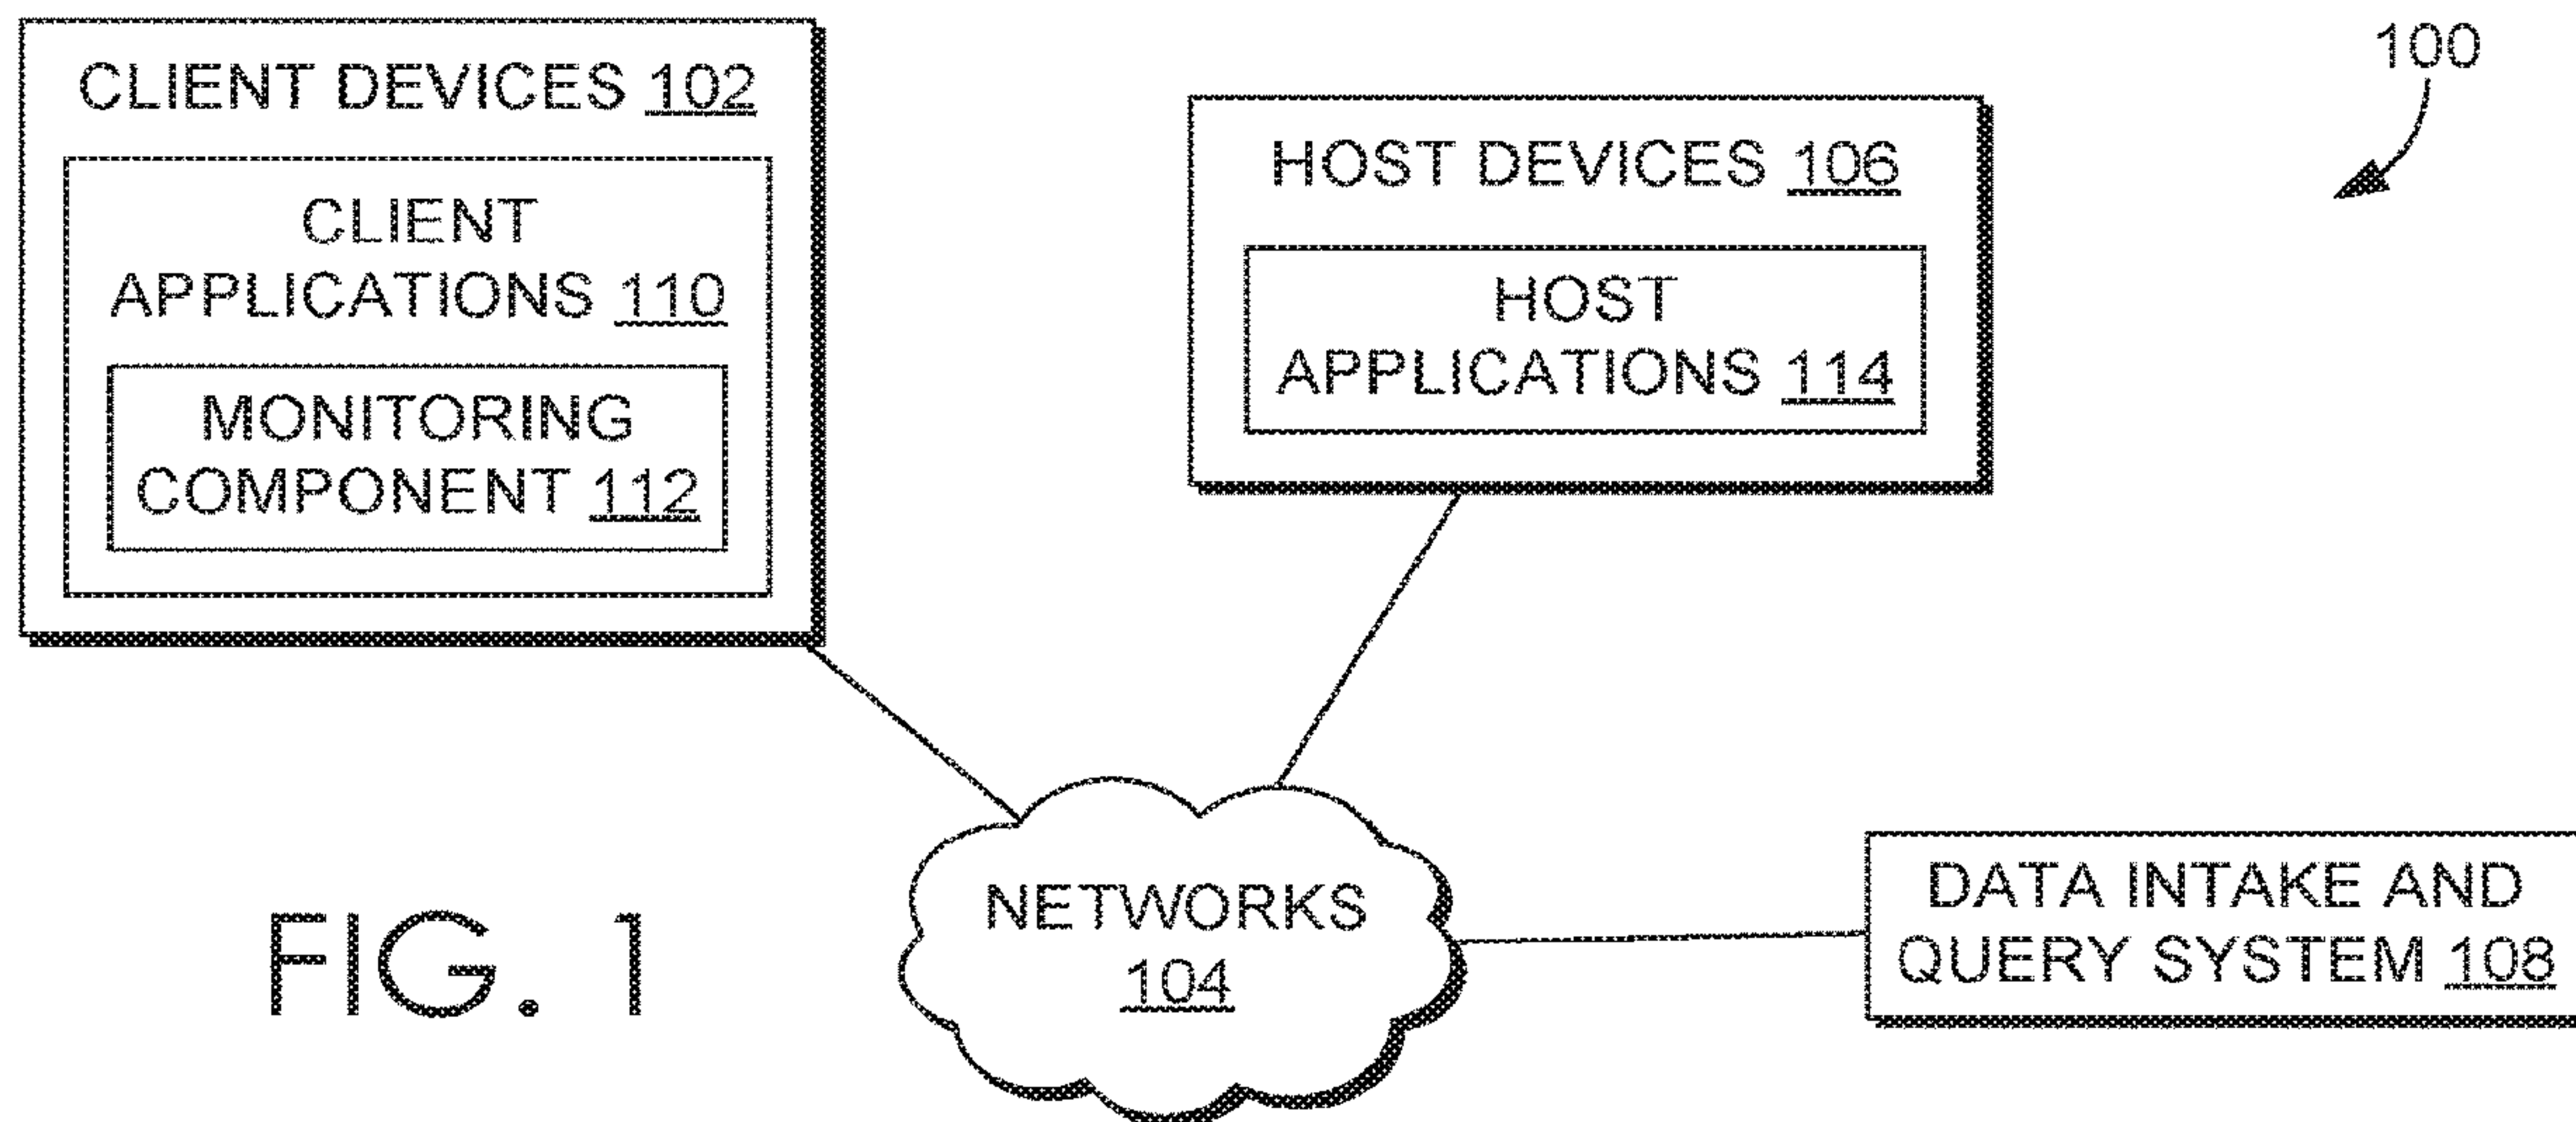 CLIENT DEVICES 102
CLIENT
APPLICATIONS 110
MONITORING
COMPONENT 112
HOST DEVICES 106
HOST
APPLICATIONS 114
100
NETWORKS
104
DATA INTAKE AND
QUERY SYSTEM 108
FIG. 1